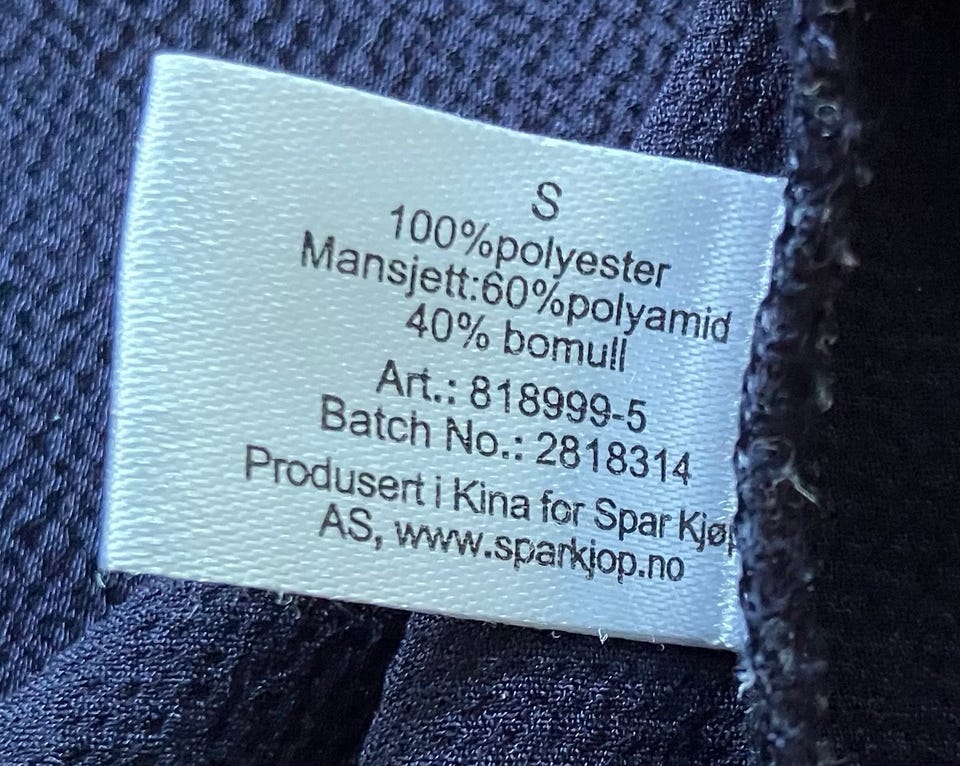 S
100%polyester
Mansjett:60%polyamid
40% bomull
Art.: 818999-5
Batch No.: 2818314
Produsert i Kina for Spar Kjø
AS, www.sparkjop.no